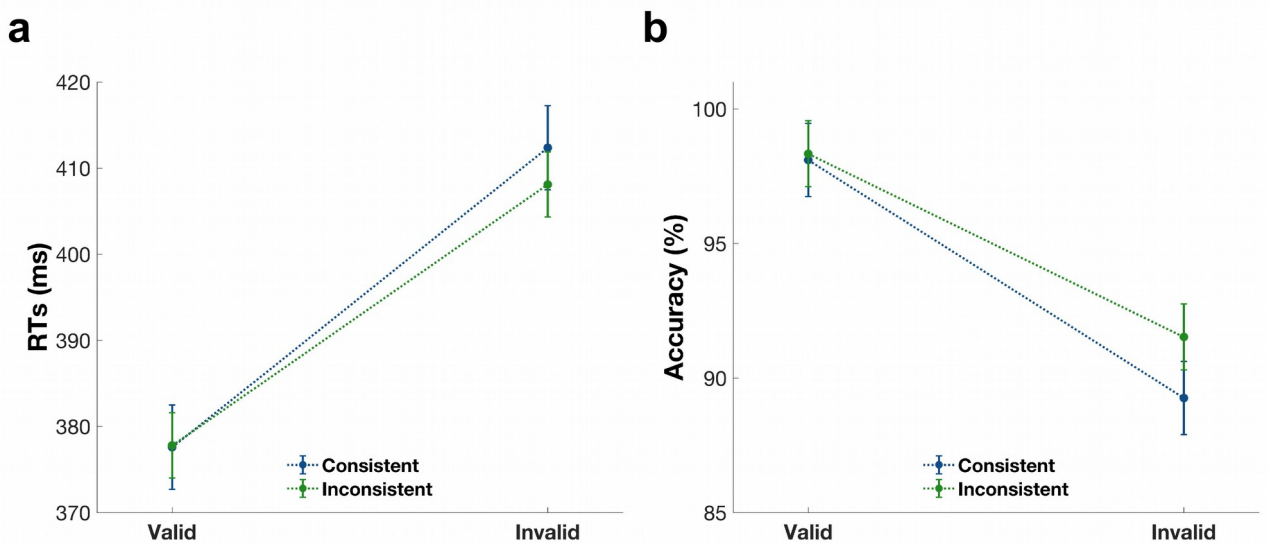 a
420
410
400
390
380
370
RTs (ms)
Consistent
Inconsistent
Valid
Invalid
b
100
95
90
85
Accuracy (%)
Consistent
Inconsistent
Valid
Invalid